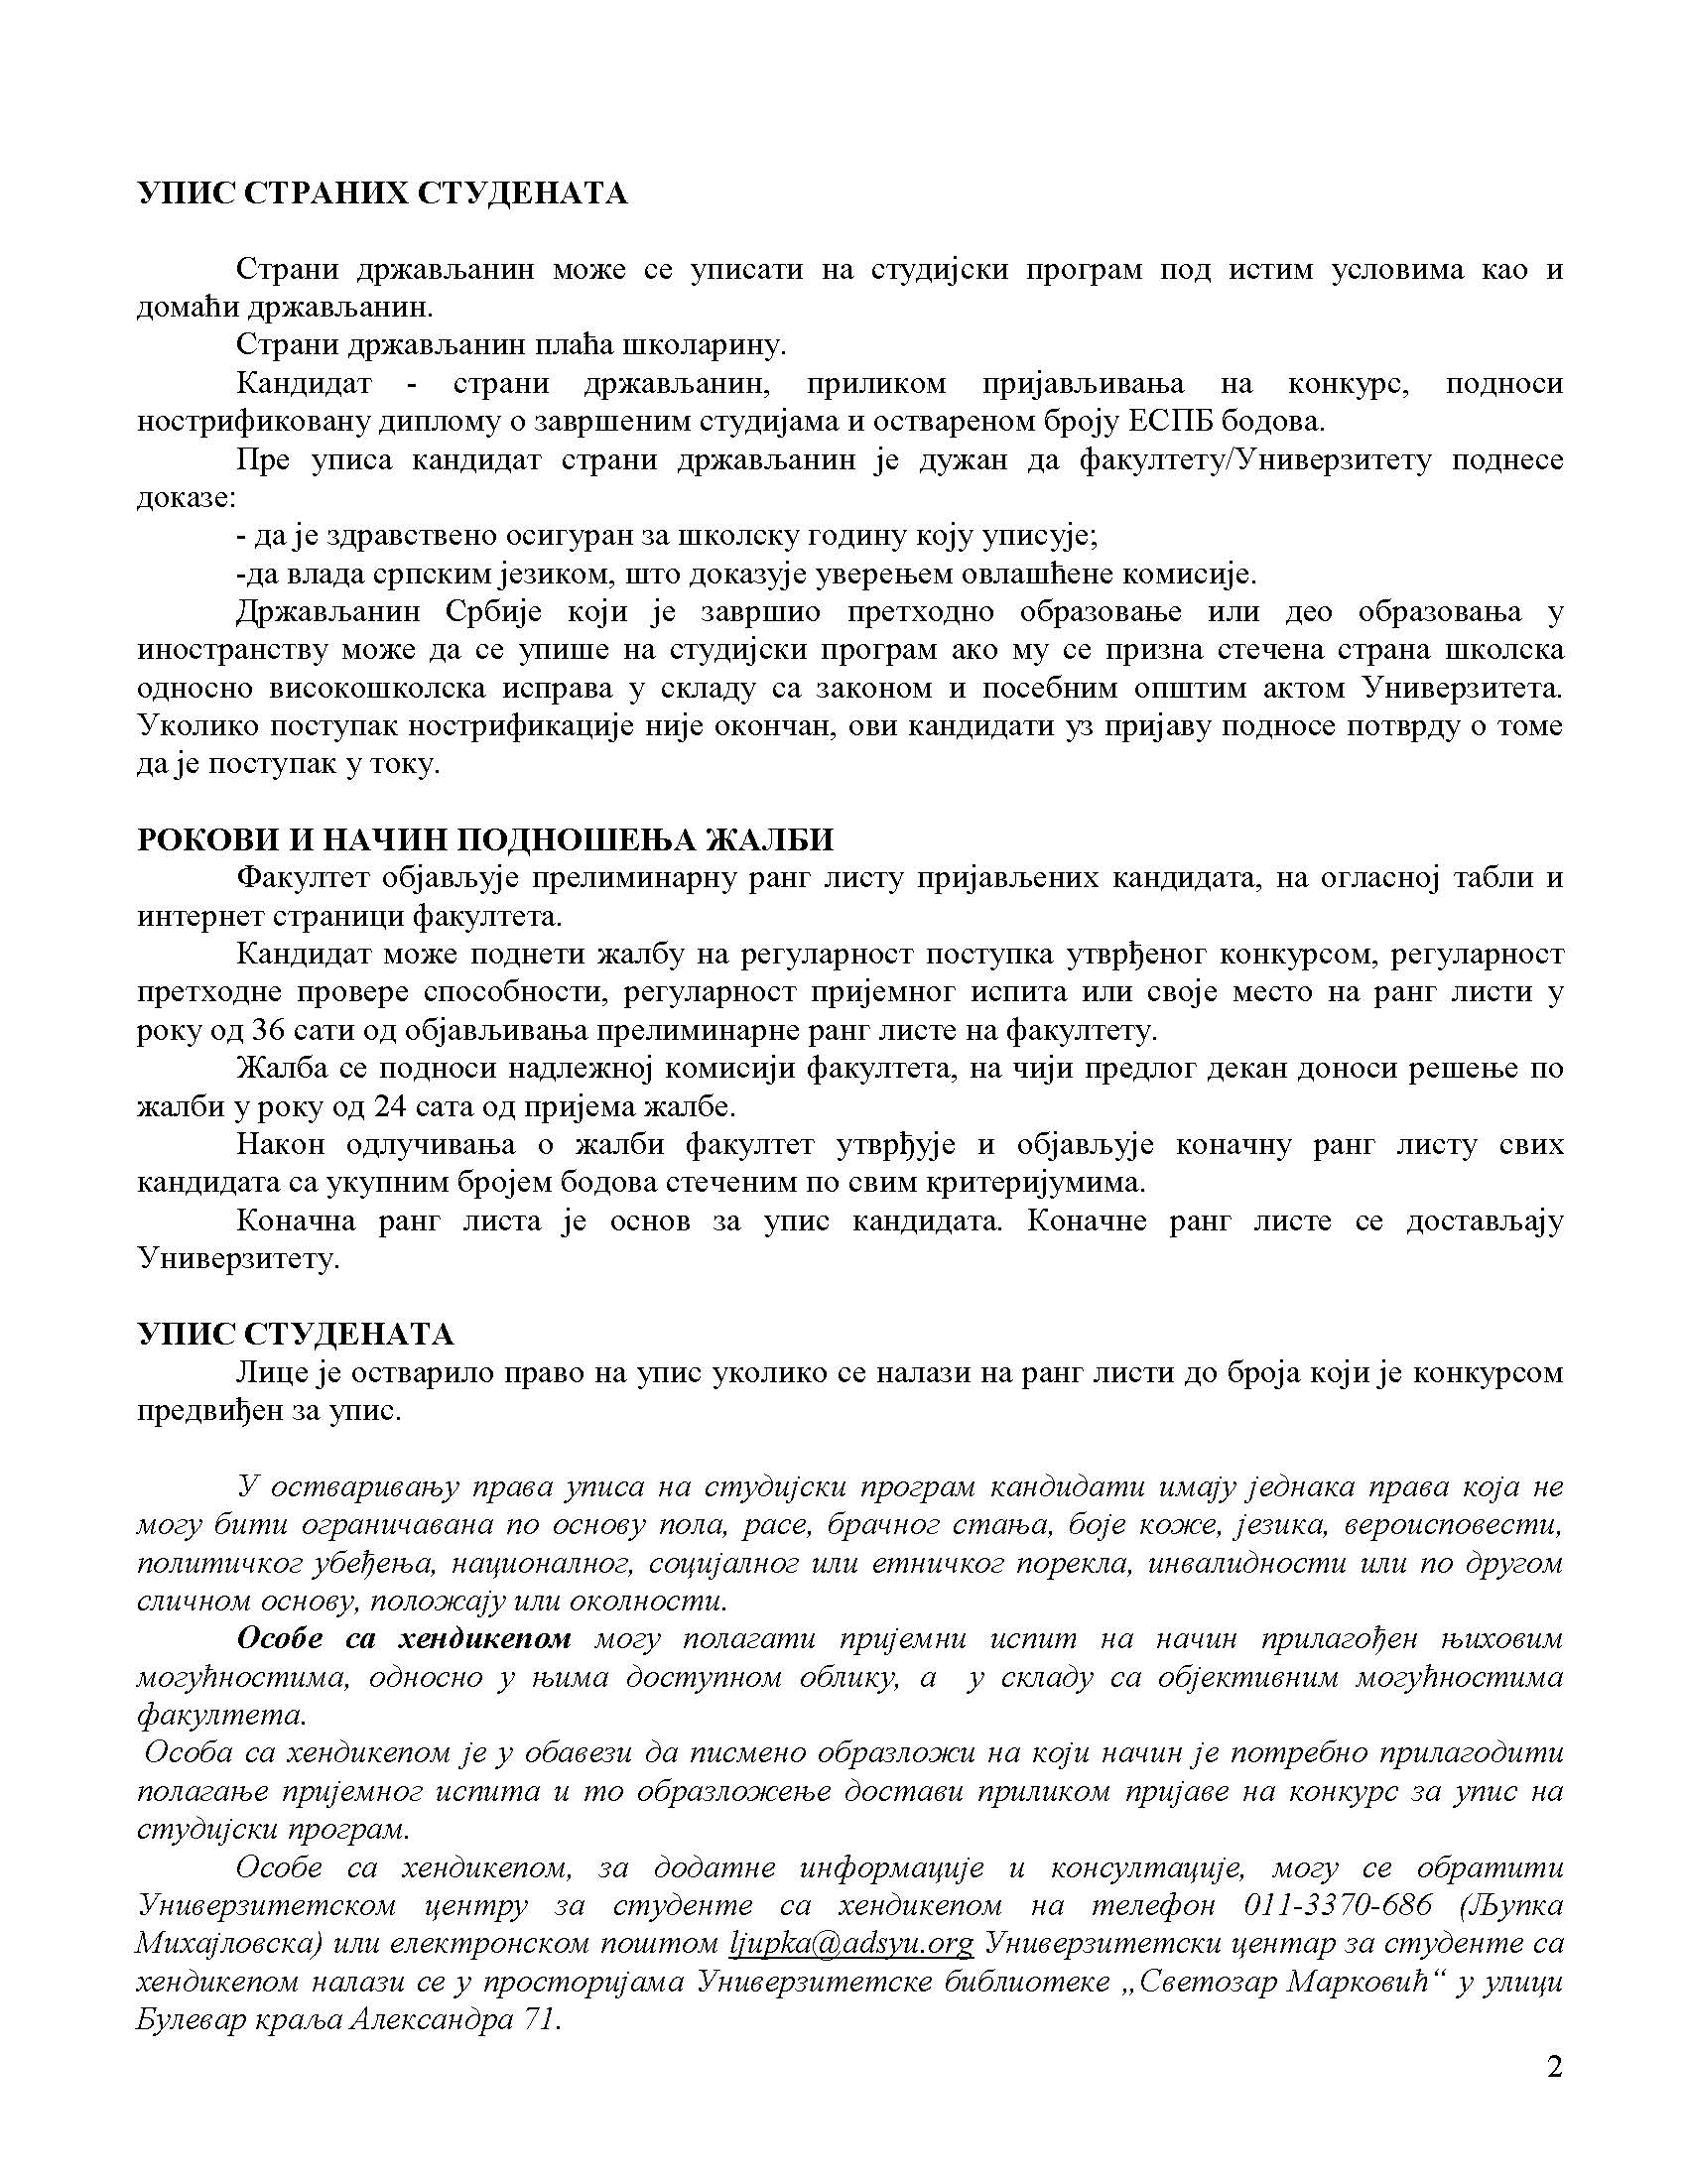 УПИС СТРАНИХ СТУДЕНАТА
Страни држављанин може се уписати на студијски програм под истим условима као и
домаћи држављанин.
Страни држављанин плаћа школарину.
Кандидат - страни држављанин, приликом пријављивања на конкурс, подноси
нострификовану диплому о завршеним студијама и оствареном броју ЕСПБ бодова.
Пре уписа кандидат страни држављанин је дужан да факултету/Универзитету поднесе
доказе:
- да је здравствено осигуран за школску годину коју уписује;
-да влада српским језиком, што доказује уверењем овлашћене комисије.
Држављанин Србије који је завршио претходно образовање или део образовања у
иностранству може да се упише на студијски програм ако му се призна стечена страна школска
односно високошколска исправа у складу са законом и посебним општим актом Универзитета.
Уколико поступак нострификације није окончан, ови кандидати уз пријаву подносе потврду о томе
да је поступак у току.
РОКОВИ И НАЧИН ПОДНОШЕЊА ЖАЛБИ
Факултет објављује прелиминарну ранг листу пријављених кандидата, на огласној табли и
интернет страници факултета.
Кандидат може поднети жалбу на регуларност поступка утврђеног конкурсом, регуларност
претходне провере способности, регуларност пријемног испита или своје место на ранг листи у
року од 36 сати од објављивања прелиминарне ранг листе на факултету.
Жалба се подноси надлежној комисији факултета, на чији предлог декан доноси решење по
жалби у року од 24 сата од пријема жалбе.
Након одлучивања о жалби факултет утврђује и објављује коначну ранг листу свих
кандидата са укупним бројем бодова стеченим по свим критеријумима.
Коначна ранг листа је основ за упис кандидата. Коначне ранг листе се достављају
Универзитету.
УПИС СТУДЕНАТА
Лице је остварило право на упис уколико се налази на ранг листи до броја који је конкурсом
предвиђен за упис.
У остваривању права уписа на студијски програм кандидати имају једнака права која не
могу бити ограничавана по основу пола, расе, брачног стања, боје коже, језика, вероисповести,
политичког убеђења, националног, социјалног или етничког порекла, инвалидности или по другом
сличном основу, положају или околности.
Особе са хендикепом могу полагати пријемни испит на начин прилагођен њиховим
могућностима, односно у њима доступном облику, а у складу са објективним могућностима
факултета.
Особа са хендикепом је у обавези да писмено образложи на који начин је потребно прилагодити
полагање пријемног испита и то образложење достави приликом пријаве на конкурс за упис на
студијски програм.
Особе са хендикепом, за додатне информације и консултације, могу се обратити
Универзитетском центру за студенте са хендикепом на телефон 011-3370-686 (Љупка
Михајловска) или електронском поштом ljupka@adsyu.org Универзитетски центар за студенте са
хендикепом налази се у просторијама Универзитетске библиотеке „Светозар Марковић“ у улици
Булевар краља Александра 71.
2